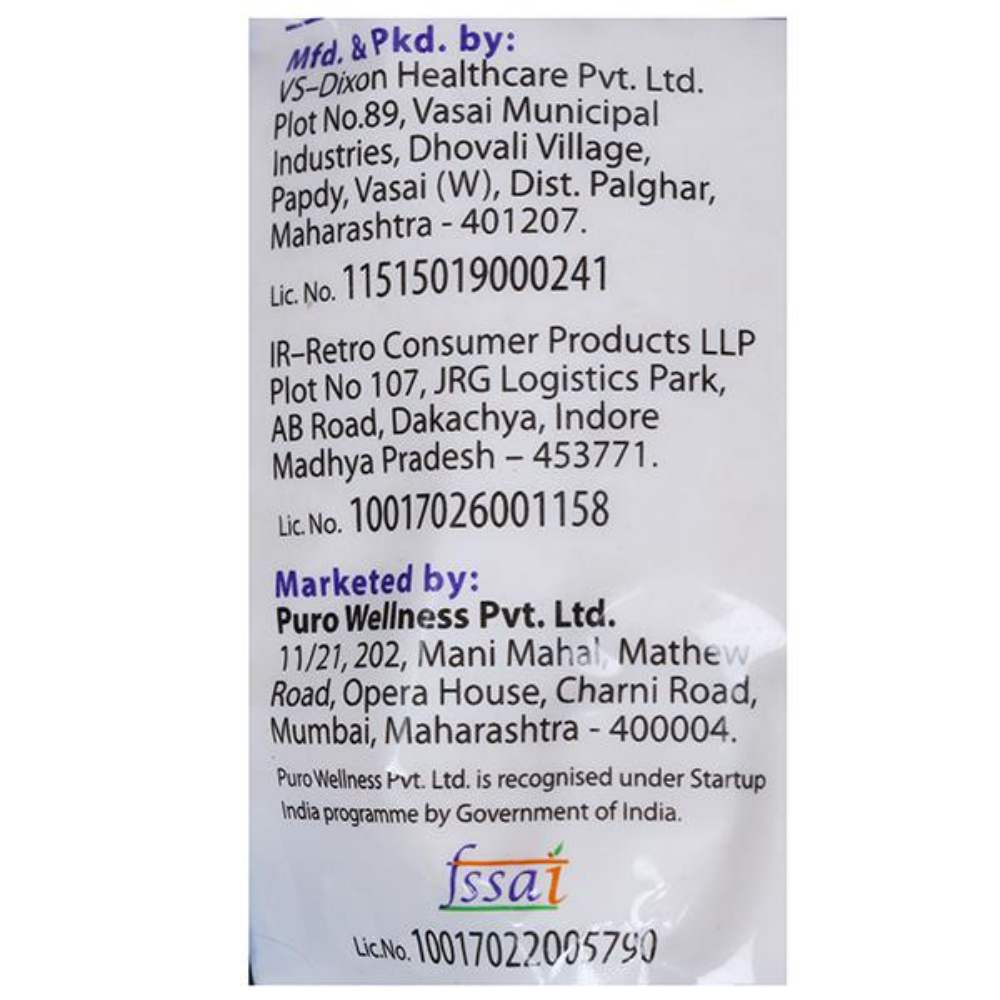 Mfd. & Pkd. by:
VS-Dixon Healthcare Pvt. Ltd.
Plot No.89, Vasai Municipal
Industries, Dhovali Village,
Papdy, Vasai (W), Dist. Palghar,
Maharashtra - 401207.
Lic. No. 11515019000241
IR-Retro Consumer Products LLP
Plot No 107, JRG Logistics Park,
AB Road, Dakachya, Indore
Madhya Pradesh – 453771.
Lic. No. 10017026001158
Marketed by:
Puro Wellness Pvt. Ltd.
11/21, 202, Mani Mahal, Mathew
Road, Opera House, Charni Road,
Mumbai, Maharashtra - 400004.
Puro Wellness Pvt. Ltd. is recognised under Startup
India programme by Government of India.
fssai
Lic.No. 10017022005790